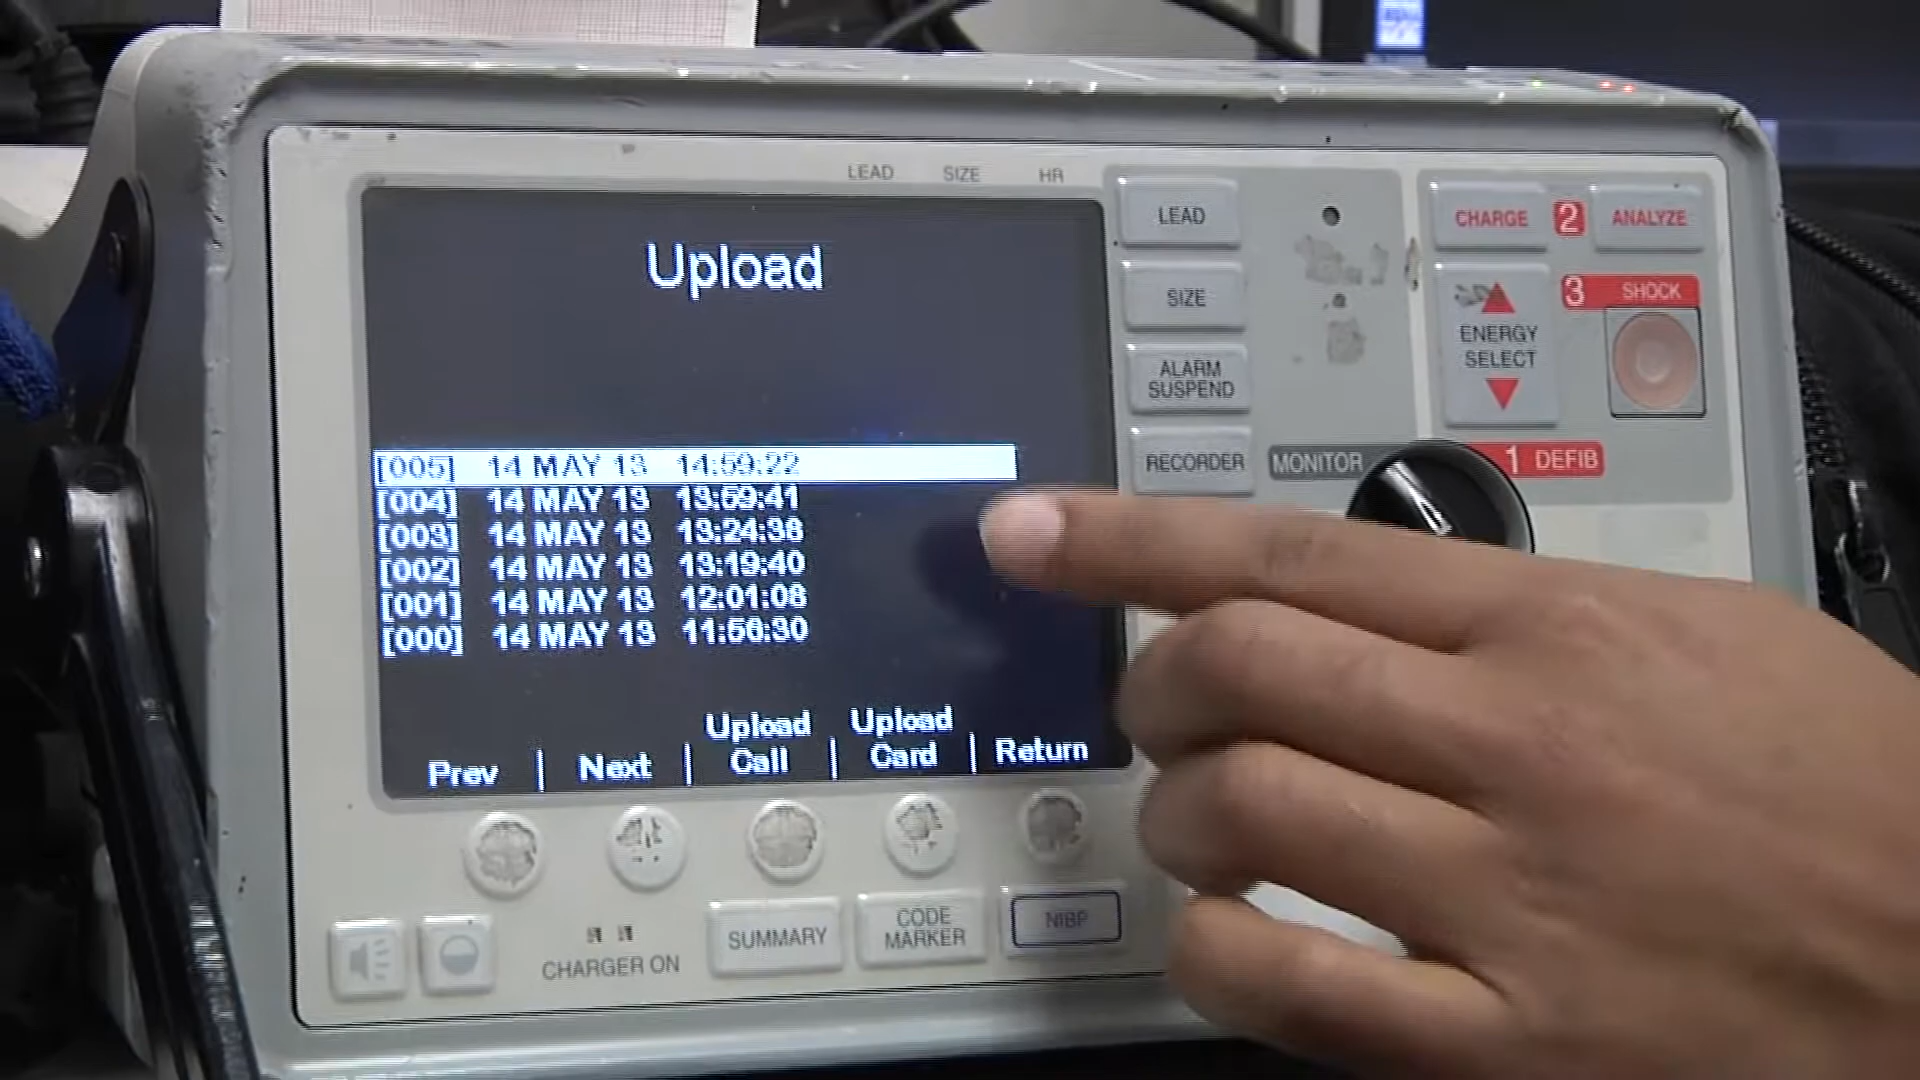 LEAD SIZE HR
Upload
[005] 14 MAY 13 14:59:22
[004] 14 MAY 13 13:59:41
[003] 14 MAY 13 13:24:38
[002] 14 MAY 13 13:19:40
[001] 14 MAY 13 12:01:08
[000] 14 MAY 13 11:56:30
Prev | Next | Upload Call | Upload Card | Return
LEAD
SIZE
ALARM
SUSPEND
RECORDER
CHARGE 2 ANALYZE
ENERGY
SELECT
3 SHOCK
MONITOR 1 DEFIB
CHARGER ON
SUMMARY
CODE
MARKER
NIBP